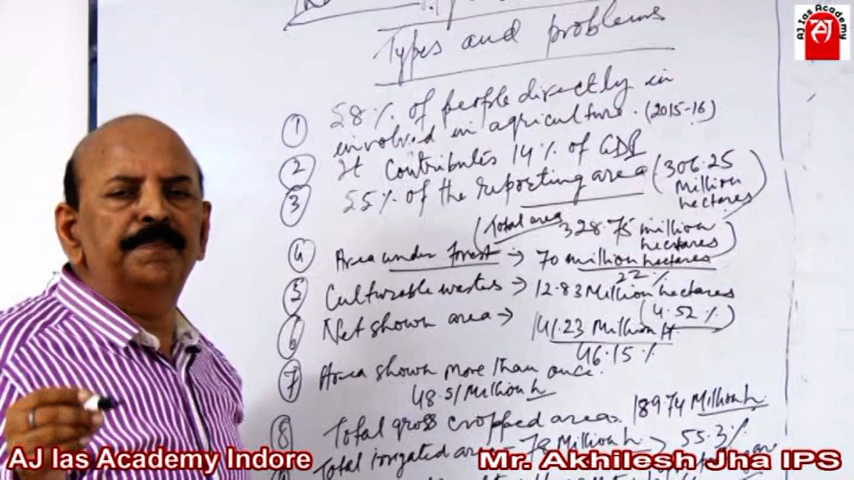 AJ Ias Academy
Types and problems
① 58% of people directly in
involved in agriculture. (2015-16)
② It Contributes 14% of GDP
③ 55% of the reporting area (306.25
Million
hectares)
(Total area 328.75 million
hectares)
④ Area under forest → 70 million hectares
22%
⑤ Culturable wastes → 12.83 Million hectares
(4.52%)
⑥ Net shown area → 141.23 Million H
46.15%
⑦ Area shown more than once.
48.51 Million h
⑧ Total gross cropped area. 189.74 Million h
Total irrigated area 78 Million h → 55.3%
AJ Ias Academy Indore
Mr. Akhilesh Jha IPS